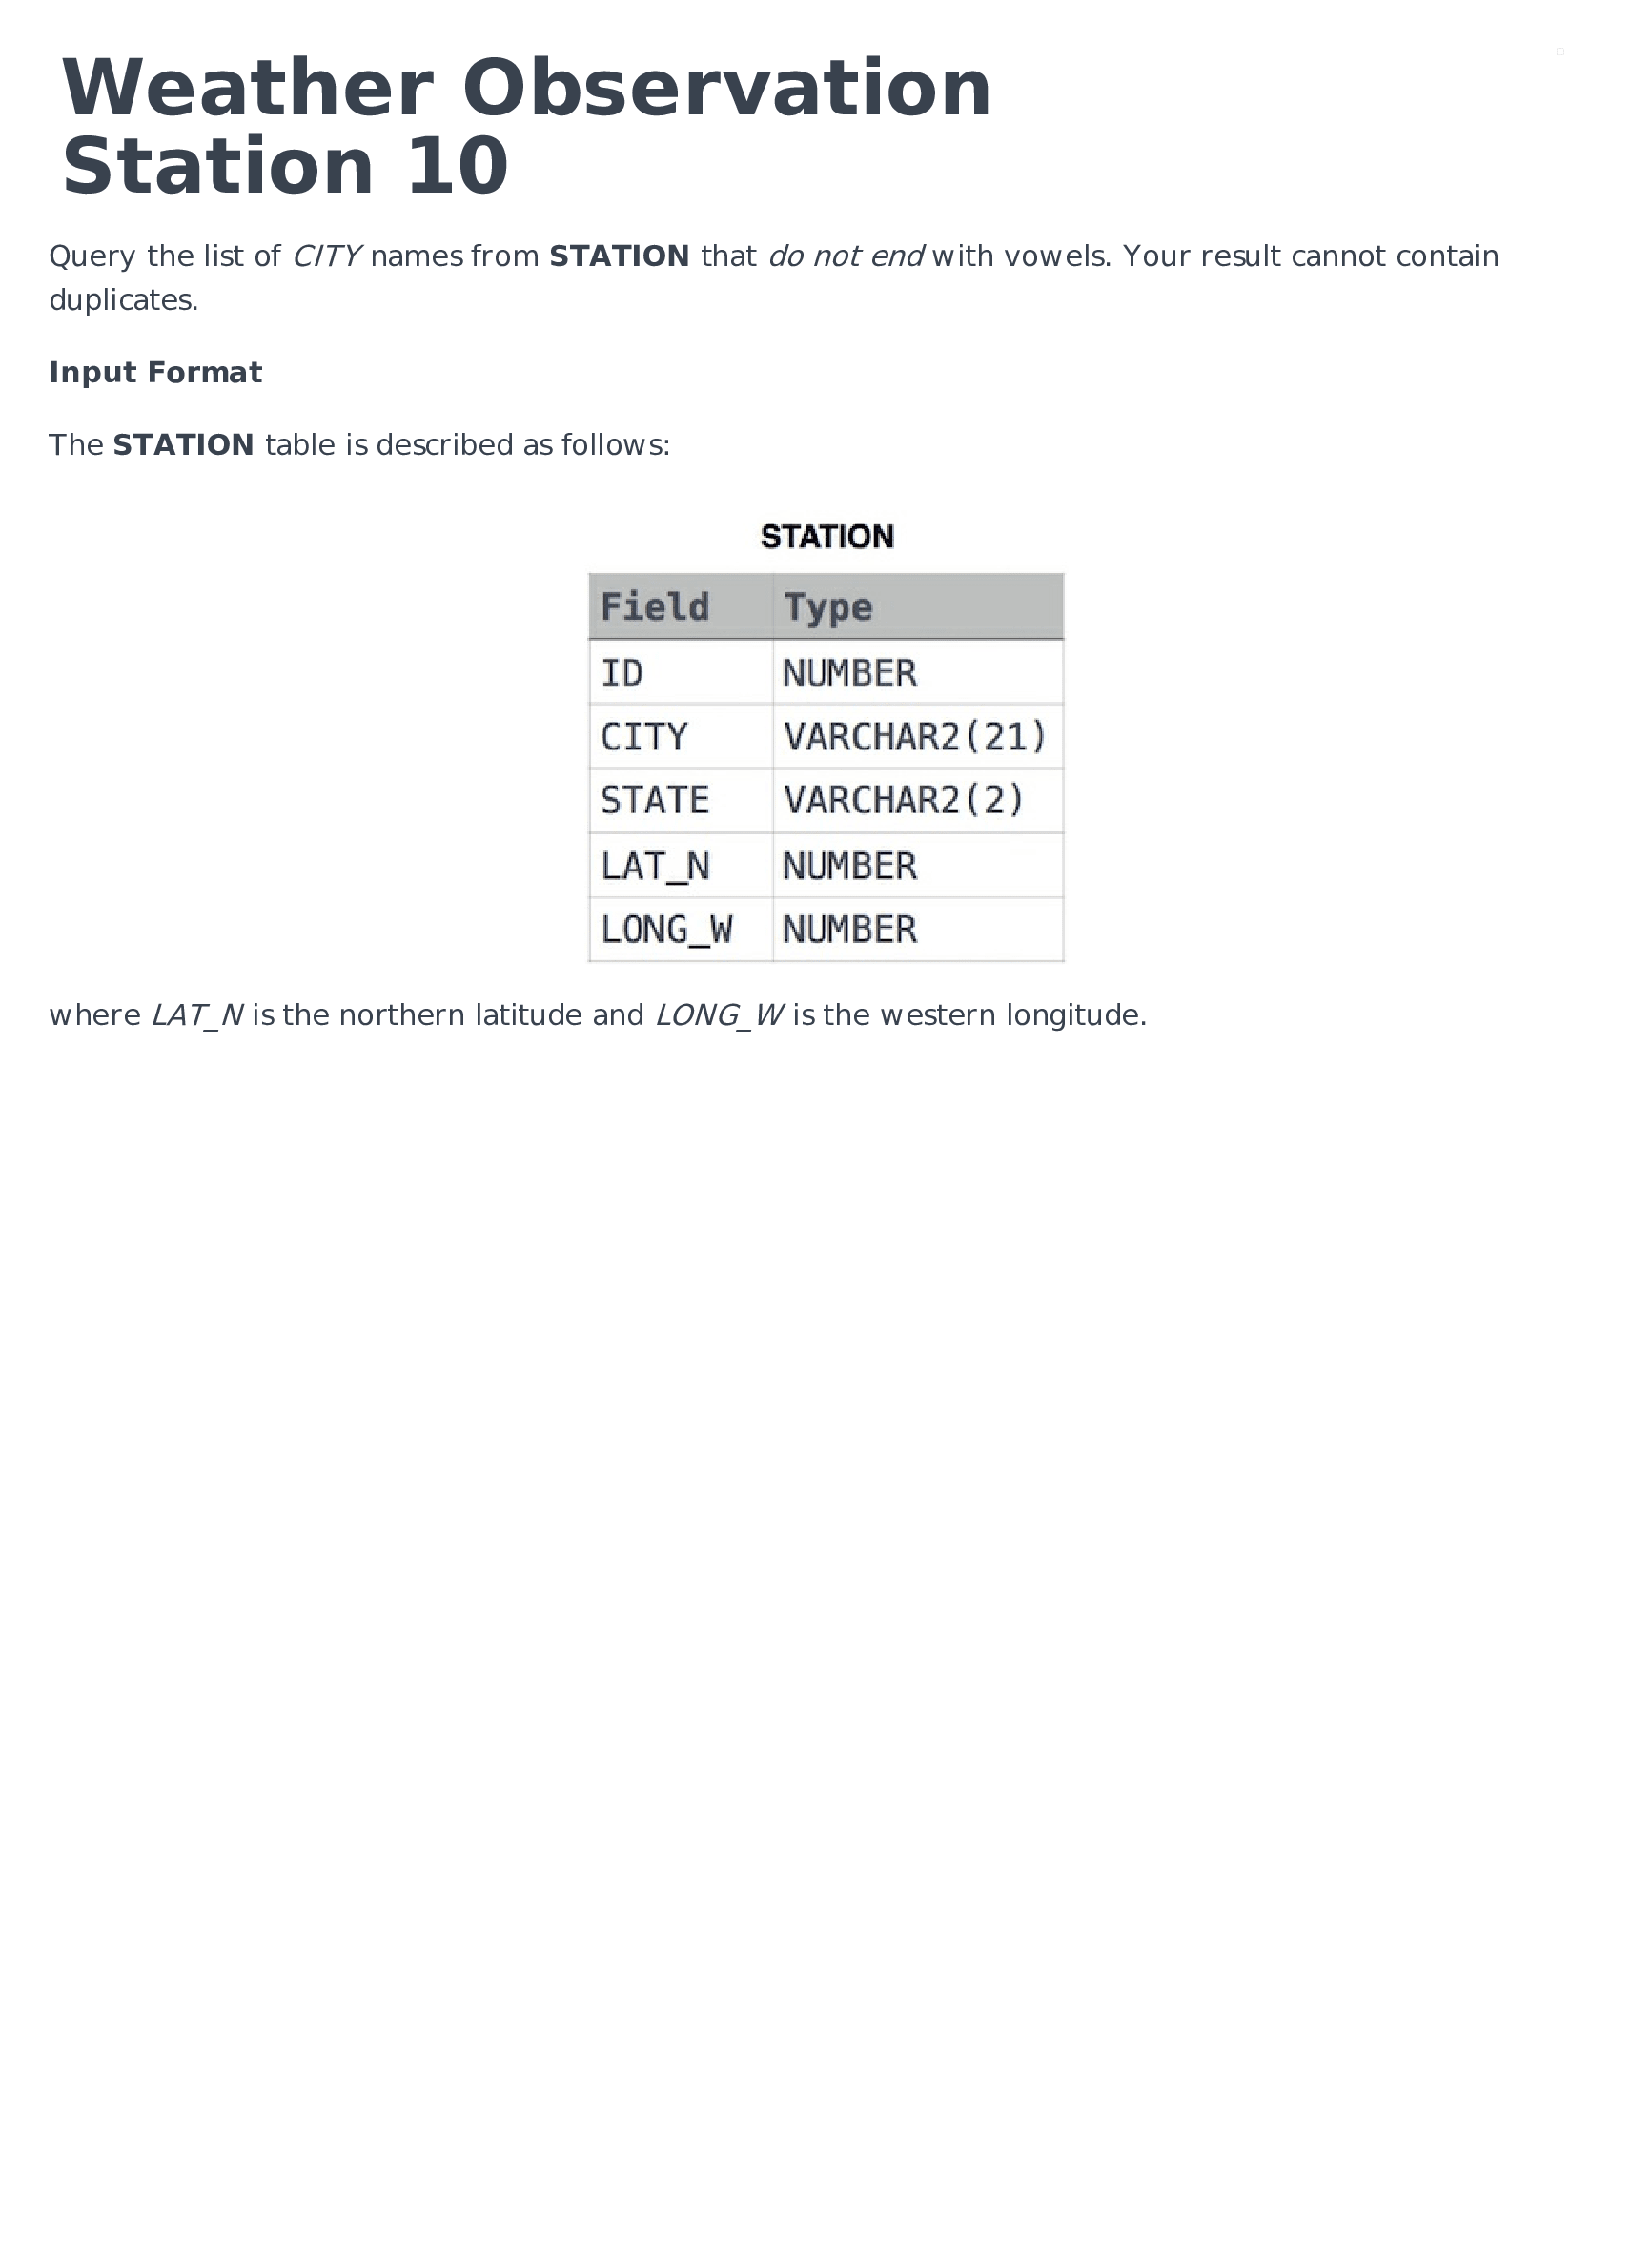 Weather Observation
Station 10
Query the list of CITY names from STATION that do not end with vowels. Your result cannot contain
duplicates.
Input Format
The STATION table is described as follows:
STATION
Field Type
ID NUMBER
CITY VARCHAR2(21)
STATE VARCHAR2(2)
LAT_N NUMBER
LONG_W NUMBER
where LAT_N is the northern latitude and LONG_W is the western longitude.